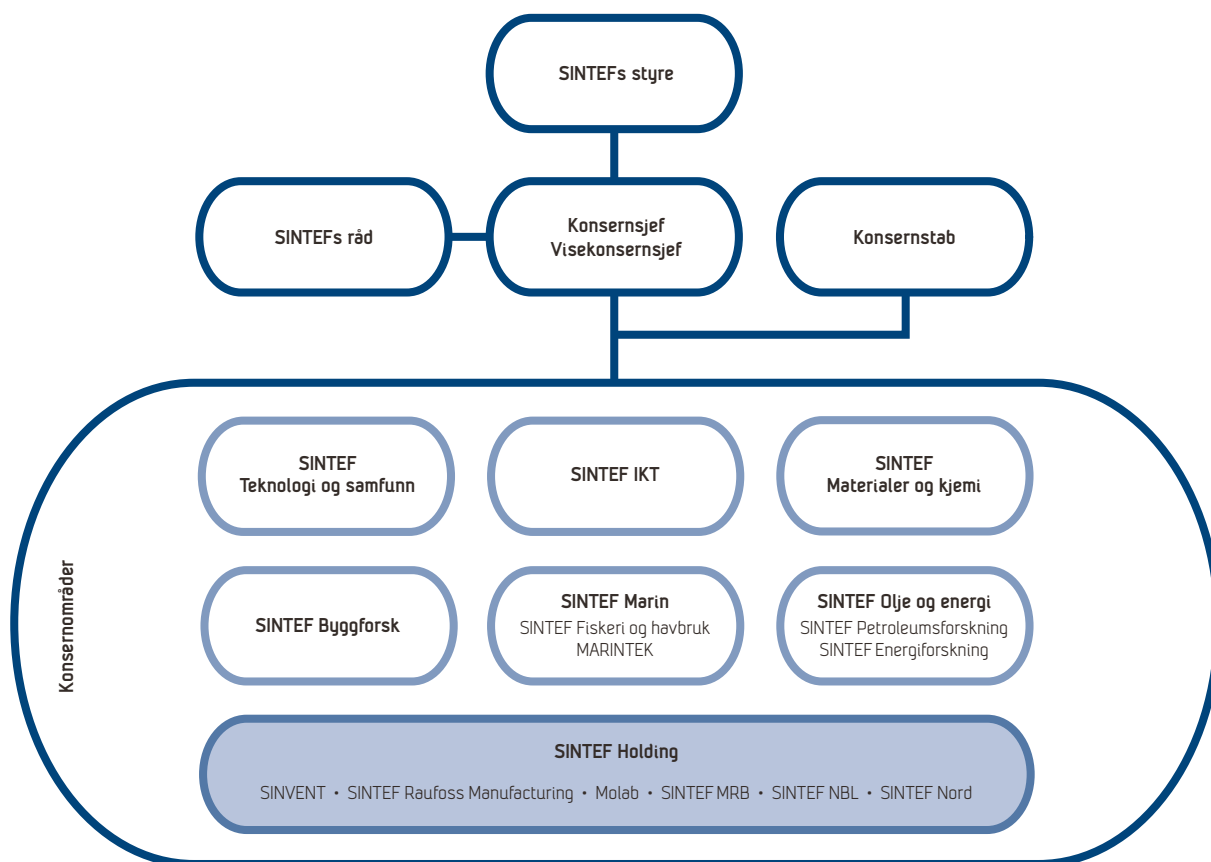 SINTEFs styre
SINTEFs råd
Konsernsjef
Visekonsernsjef
Konsernstab
Konsernområder
SINTEF
Teknologi og samfunn
SINTEF IKT
SINTEF
Materialer og kjemi
SINTEF Byggforsk
SINTEF Marin
SINTEF Fiskeri og havbruk
MARINTEK
SINTEF Olje og energi
SINTEF Petroleumsforskning
SINTEF Energiforskning
SINTEF Holding
SINVENT • SINTEF Raufoss Manufacturing • Molab • SINTEF MRB • SINTEF NBL • SINTEF Nord